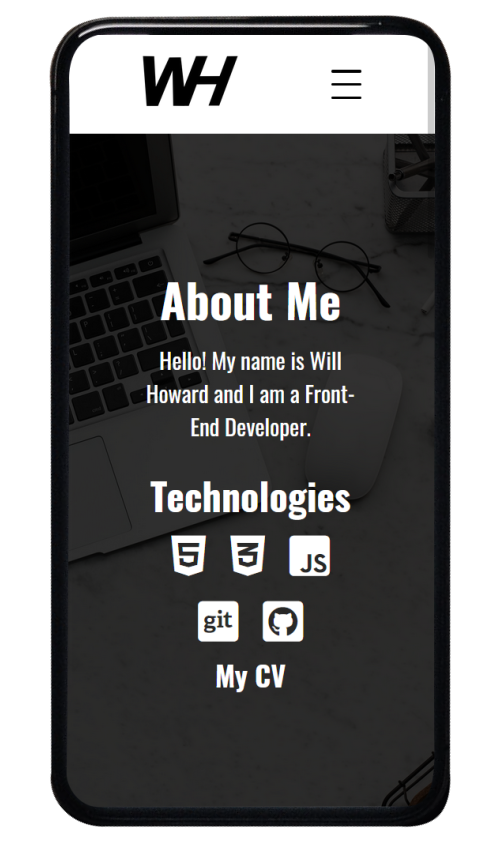 WH
About Me
Hello! My name is Will
Howard and I am a Front-
End Developer.
Technologies
5 3 JS
git
My CV